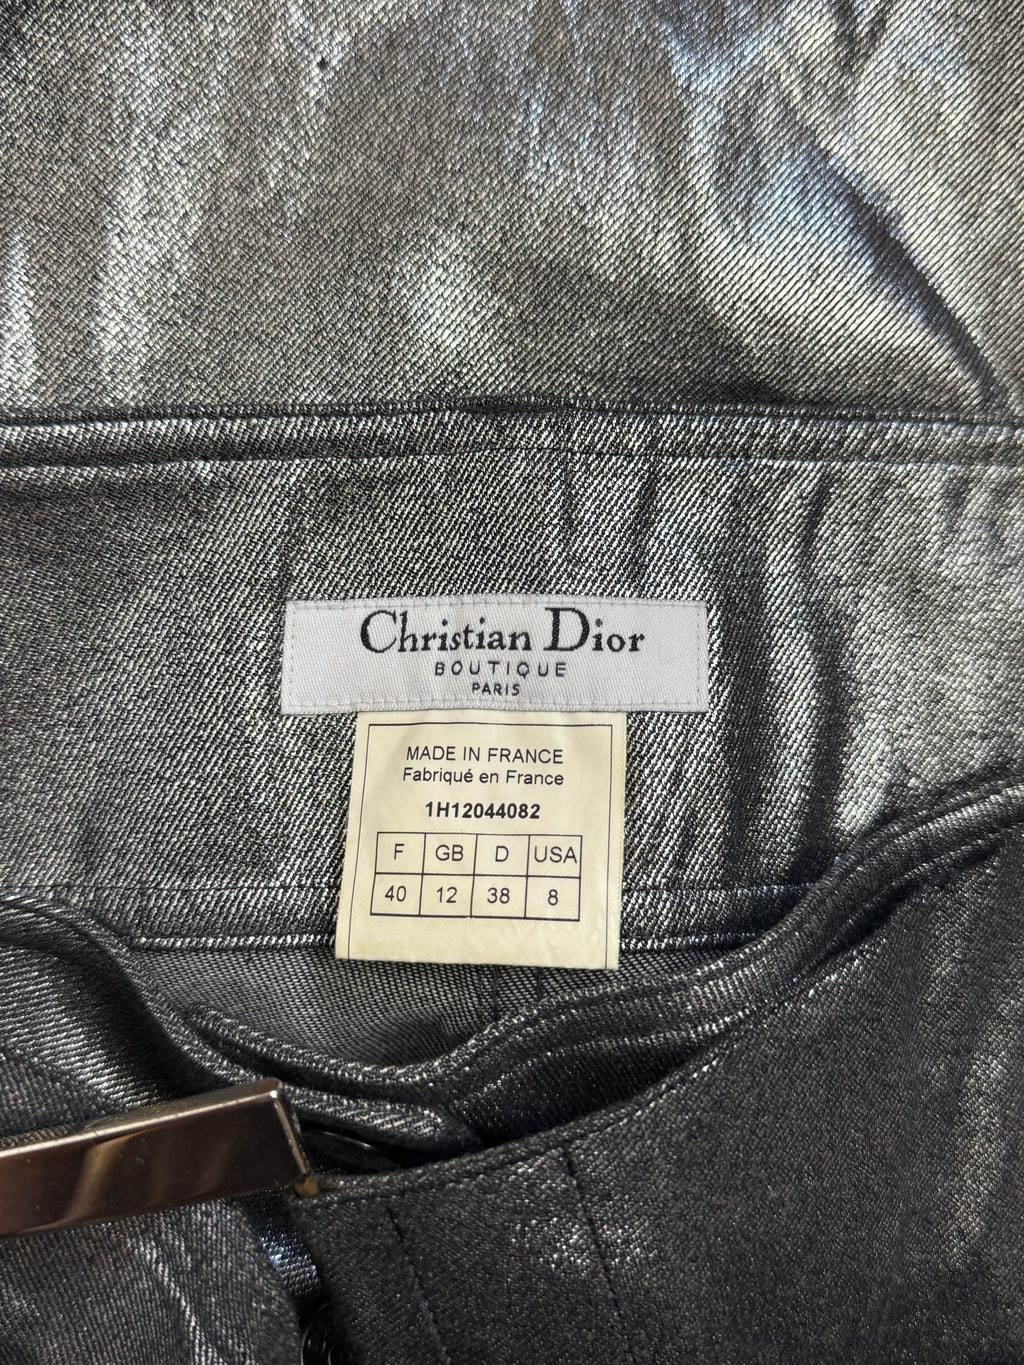 Christian Dior
BOUTIQUE
PARIS
MADE IN FRANCE
Fabriqué en France
1H12044082
F GB D USA
40 12 38 8